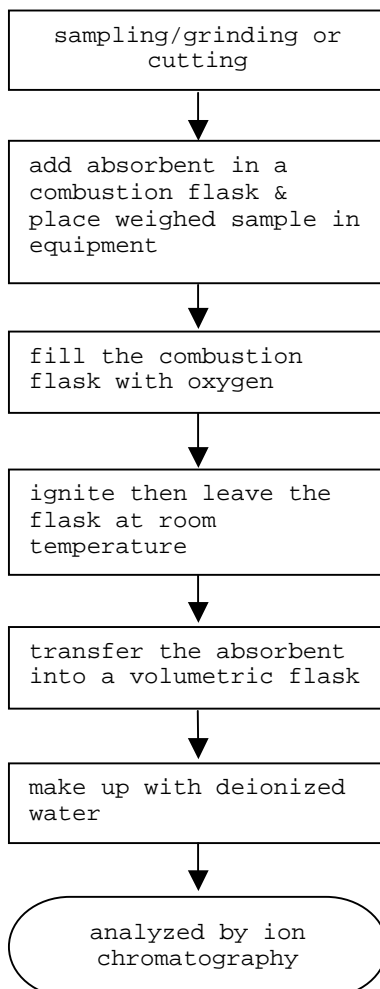 sampling/grinding or
cutting
add absorbent in a
combustion flask &
place weighed sample in
equipment
fill the combustion
flask with oxygen
ignite then leave the
flask at room
temperature
transfer the absorbent
into a volumetric flask
make up with deionized
water
analyzed by ion
chromatography